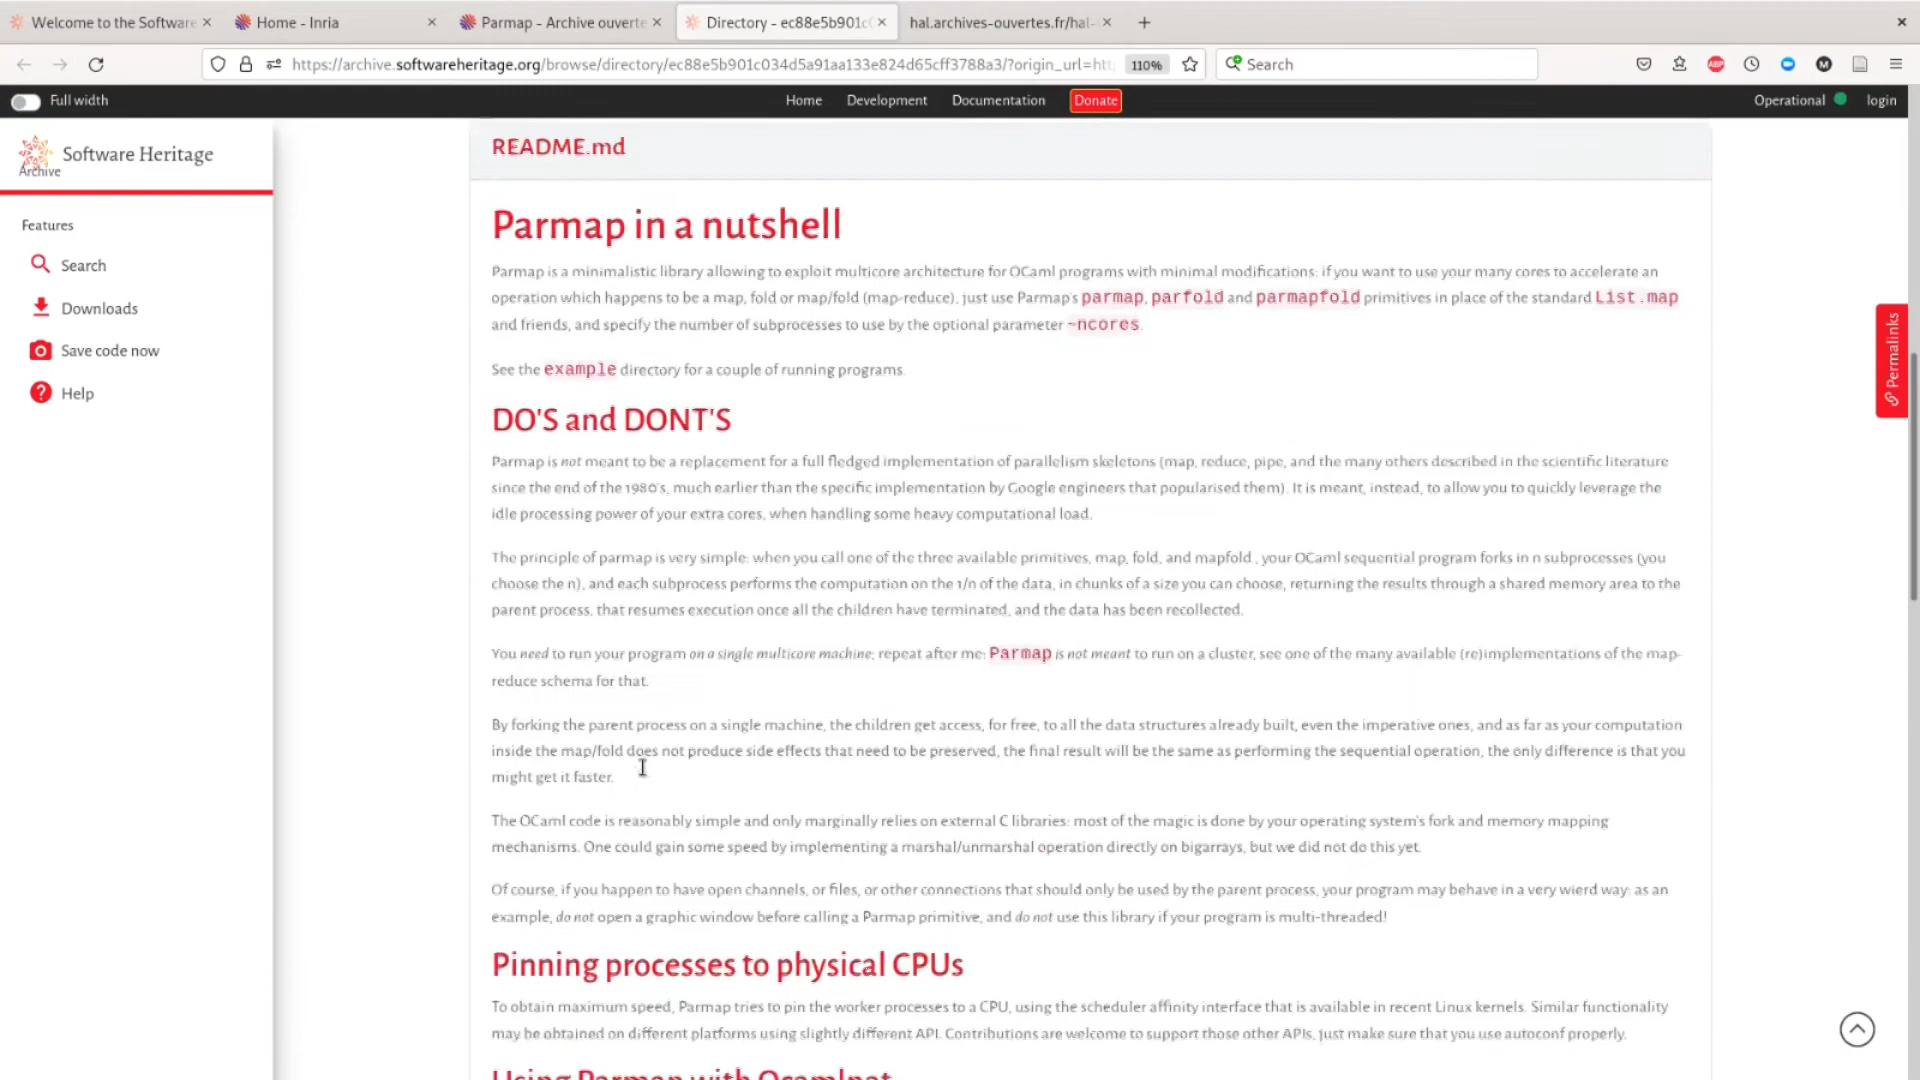 Welcome to the Software
Home - Inria
Parmap - Archive ouverte
Directory - ec88e5b901c
hal.archives-ouvertes.fr/hal-
https://archive.softwareheritage.org/browse/directory/ec88e5b901c034d5a91aa133e824d65cff3788a3/?origin_url=htt
110%
Search
Full width
Home
Development
Documentation
Donate
Operational
login
Software Heritage
Archive
Features
Search
Downloads
Save code now
Help
README.md
Parmap in a nutshell
Parmap is a minimalistic library allowing to exploit multicore architecture for OCaml programs with minimal modifications: if you want to use your many cores to accelerate an
operation which happens to be a map, fold or map/fold (map-reduce), just use Parmap's parmap, parfold and parmapfold primitives in place of the standard List.map
and friends, and specify the number of subprocesses to use by the optional parameter ~ncores.
See the example directory for a couple of running programs.
DO'S and DONT'S
Parmap is not meant to be a replacement for a full fledged implementation of parallelism skeletons (map, reduce, pipe, and the many others described in the scientific literature
since the end of the 1980's, much earlier than the specific implementation by Google engineers that popularised them). It is meant, instead, to allow you to quickly leverage the
idle processing power of your extra cores, when handling some heavy computational load.
The principle of parmap is very simple: when you call one of the three available primitives, map, fold, and mapfold , your OCaml sequential program forks in n subprocesses (you
choose the n), and each subprocess performs the computation on the 1/n of the data, in chunks of a size you can choose, returning the results through a shared memory area to the
parent process, that resumes execution once all the children have terminated, and the data has been recollected.
You need to run your program on a single multicore machine; repeat after me: Parmap is not meant to run on a cluster, see one of the many available (re)implementations of the map-
reduce schema for that.
By forking the parent process on a single machine, the children get access, for free, to all the data structures already built, even the imperative ones, and as far as your computation
inside the map/fold does not produce side effects that need to be preserved, the final result will be the same as performing the sequential operation, the only difference is that you
might get it faster.
The OCaml code is reasonably simple and only marginally relies on external C libraries: most of the magic is done by your operating system's fork and memory mapping
mechanisms. One could gain some speed by implementing a marshal/unmarshal operation directly on bigarrays, but we did not do this yet.
Of course, if you happen to have open channels, or files, or other connections that should only be used by the parent process, your program may behave in a very wierd way: as an
example, do not open a graphic window before calling a Parmap primitive, and do not use this library if your program is multi-threaded!
Pinning processes to physical CPUs
To obtain maximum speed, Parmap tries to pin the worker processes to a CPU, using the scheduler affinity interface that is available in recent Linux kernels. Similar functionality
may be obtained on different platforms using slightly different API. Contributions are welcome to support those other APIs, just make sure that you use autoconf properly.
Using Parmap with Ocamlnet
Permalinks
ABP
M